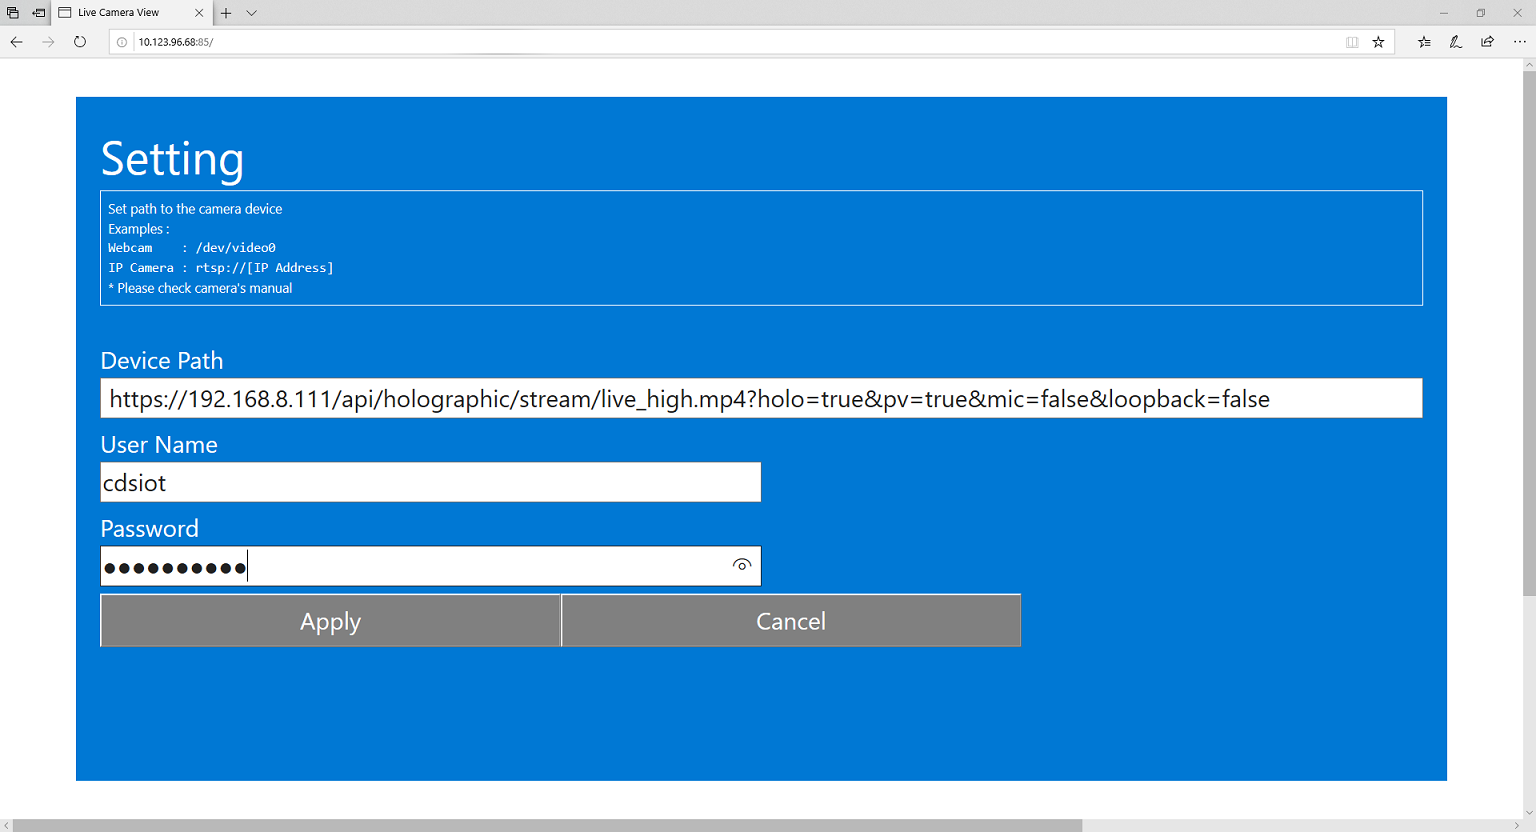 Live Camera View
10.123.96.68:85/
Setting
Set path to the camera device
Examples :
Webcam    : /dev/video0
IP Camera : rtsp://[IP Address]
* Please check camera's manual
Device Path
https://192.168.8.111/api/holographic/stream/live_high.mp4?holo=true&pv=true&mic=false&loopback=false
User Name
cdsiot
Password
●●●●●●●●●●
Apply Cancel